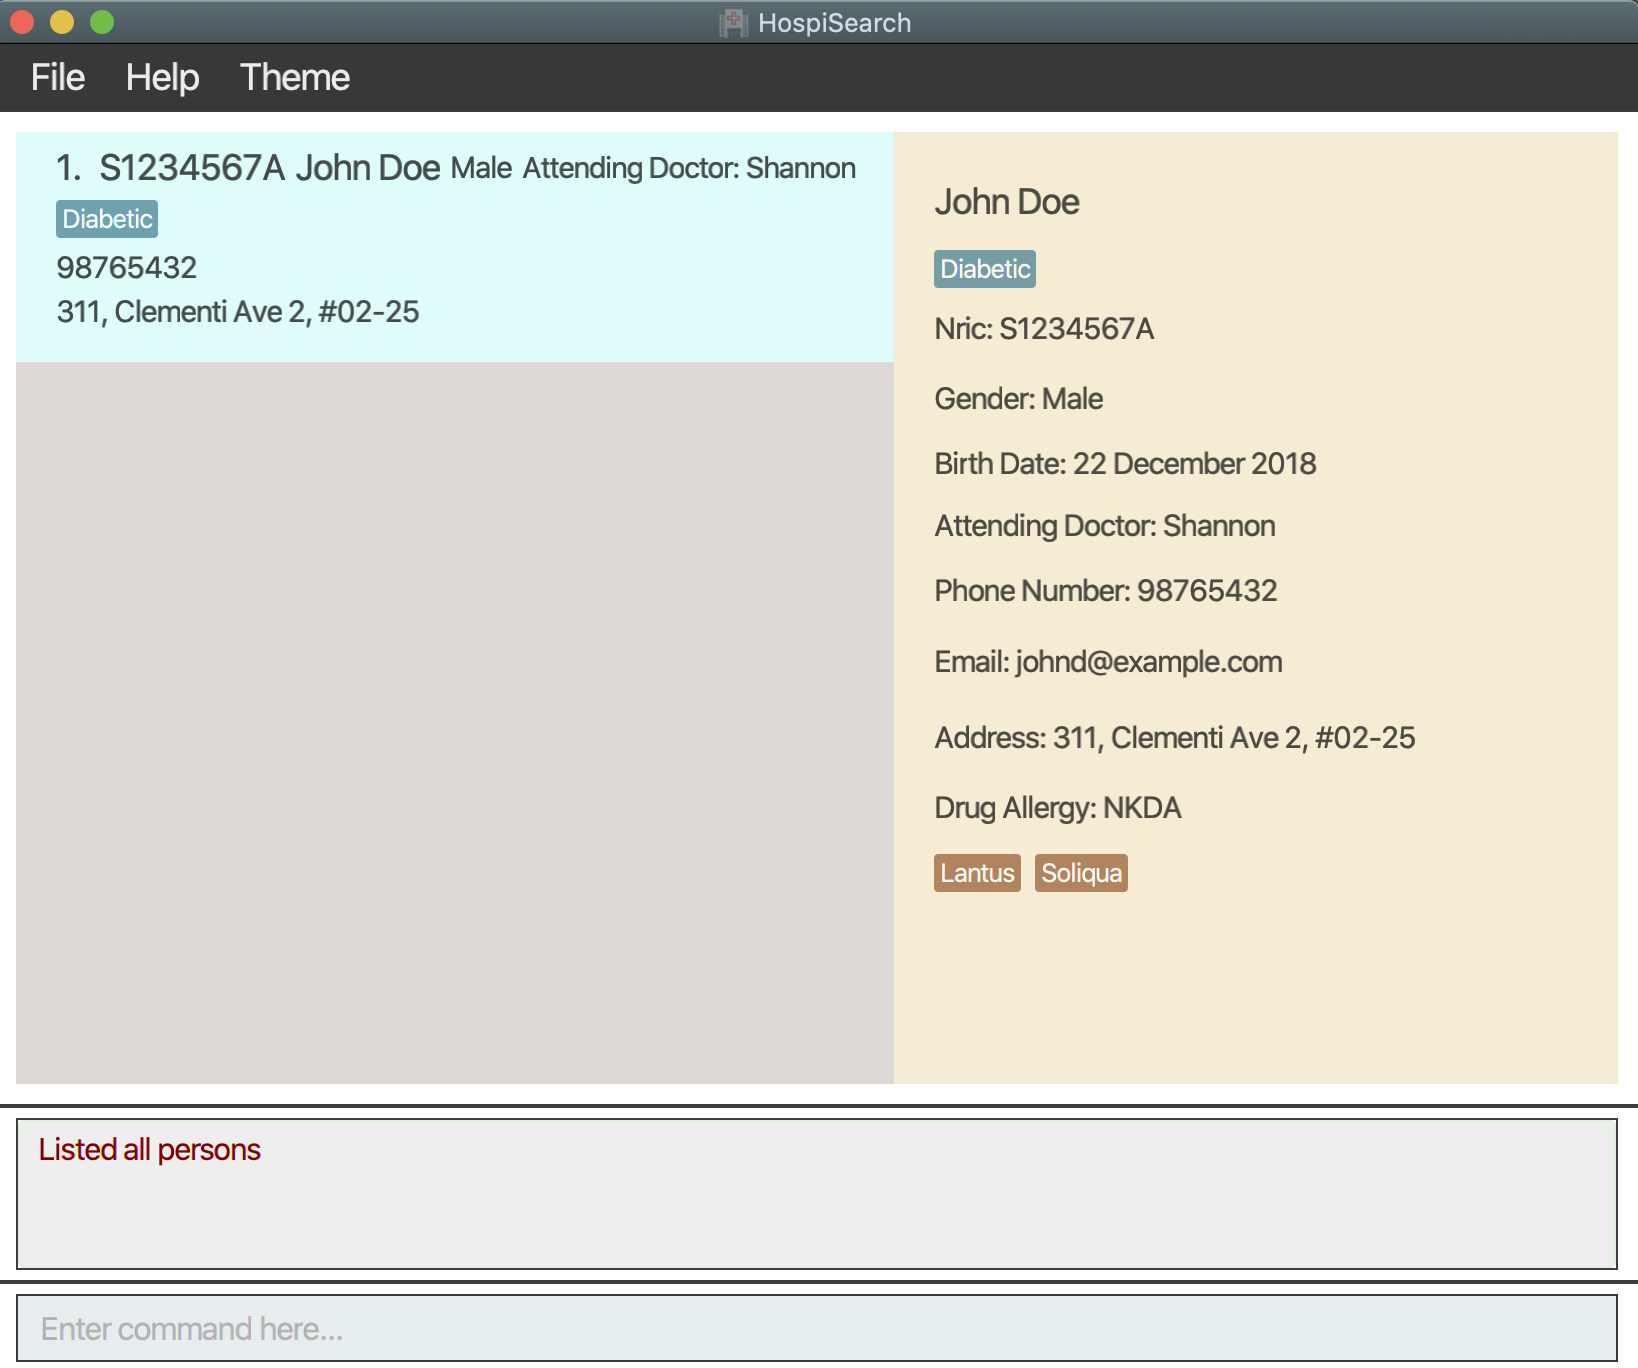 HospiSearch
File Help Theme
1. S1234567A John Doe Male Attending Doctor: Shannon
Diabetic
98765432
311, Clementi Ave 2, #02-25
John Doe
Diabetic
Nric: S1234567A
Gender: Male
Birth Date: 22 December 2018
Attending Doctor: Shannon
Phone Number: 98765432
Email: johnd@example.com
Address: 311, Clementi Ave 2, #02-25
Drug Allergy: NKDA
Lantus Soliqua
Listed all persons
Enter command here...